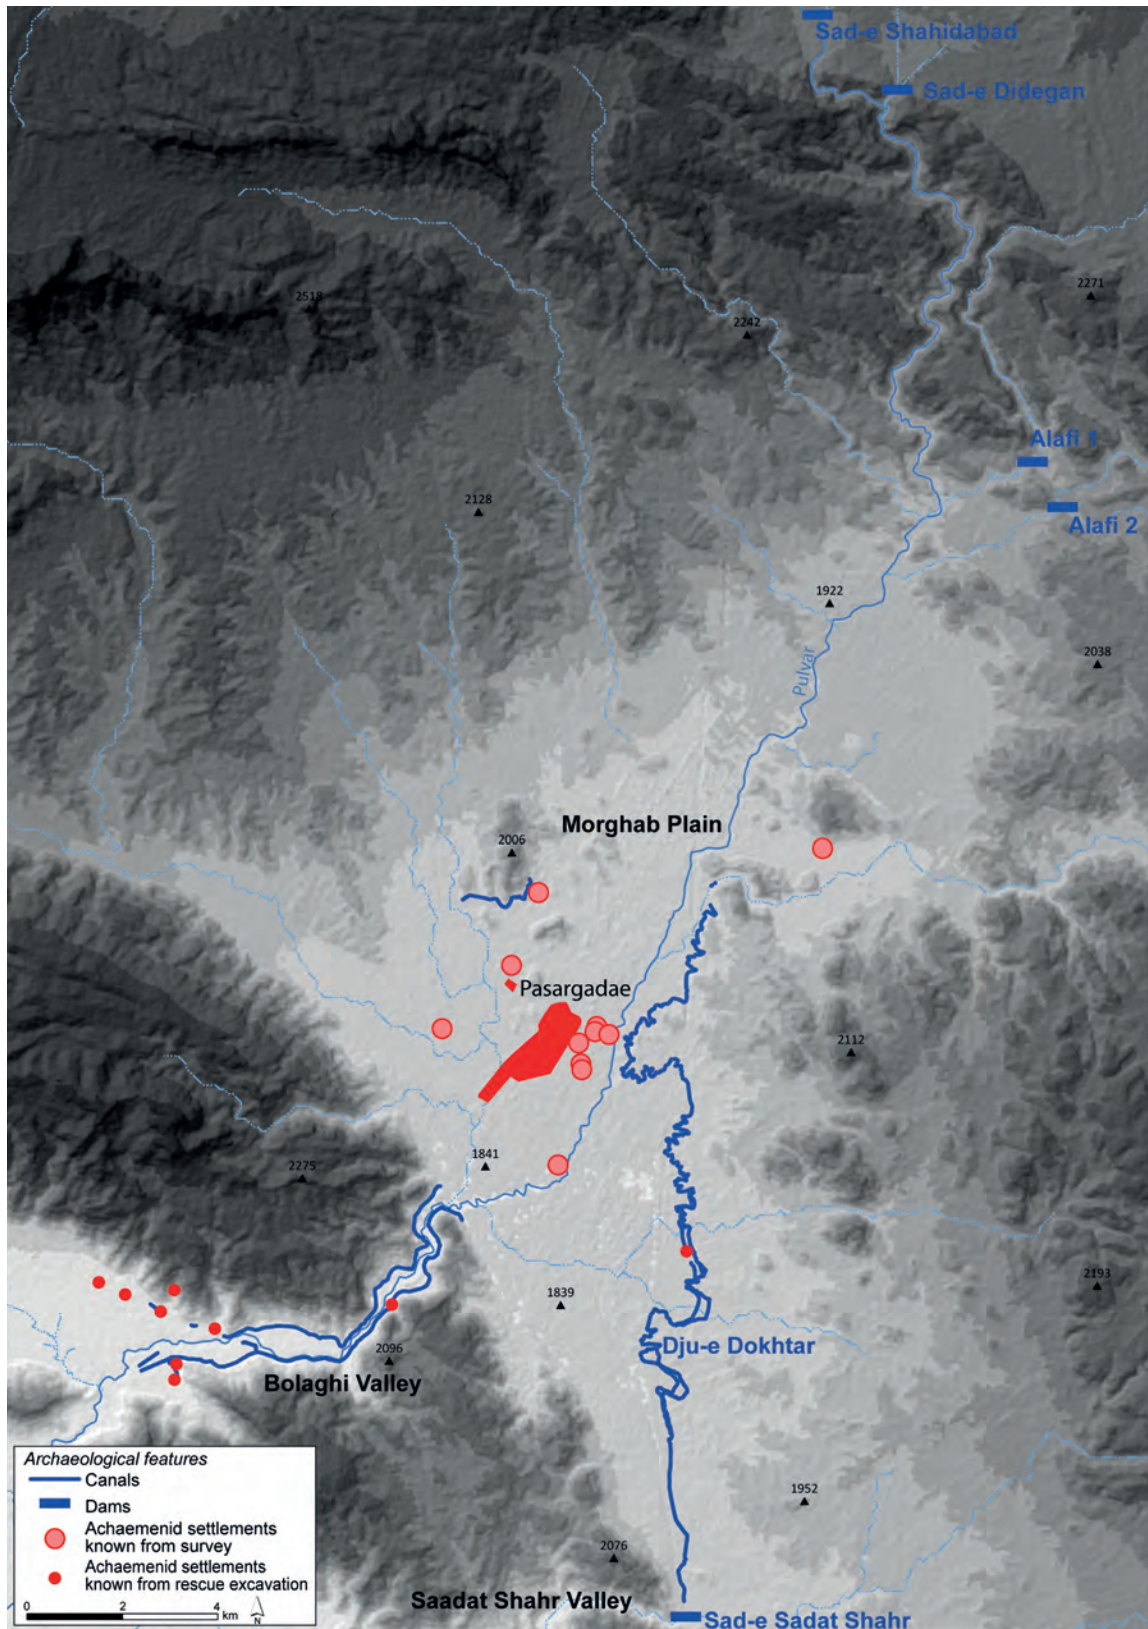 Sad-e Shahidabad
Sad-e Didegan
2271
2518
2242
Alafi 1
2128
Alafi 2
1922
2038
Pulvar
Morghab Plain
2006
Pasargadae
2112
1841
2275
2193
1839
Dju-e Dokhtar
2096
Bolaghi Valley
Archaeological features
Canals
1952
Dams
Achaemenid settlements
known from survey
2076
Achaemenid settlements
known from rescue excavation
Saadat Shahr Valley
0 2 4 km
N
Sad-e Sadat Shahr